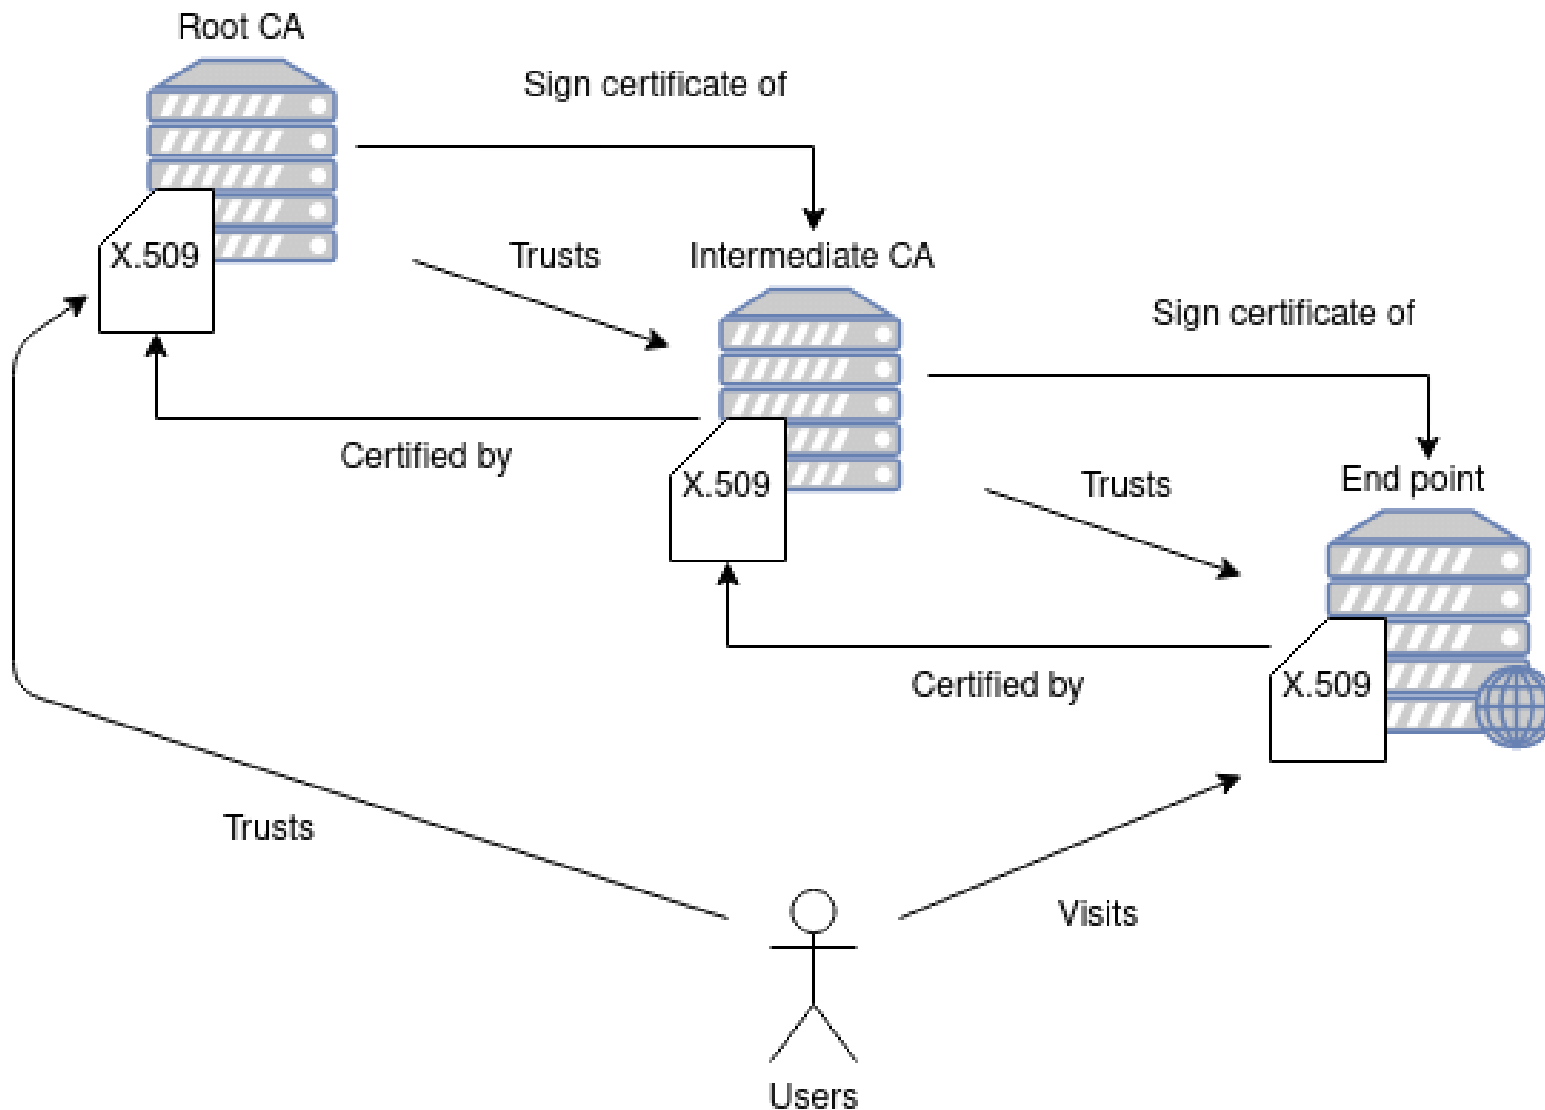 Root CA
Sign certificate of
X.509
Trusts
Intermediate CA
Sign certificate of
Certified by
X.509
Trusts
End point
Certified by
X.509
Trusts
Visits
Users